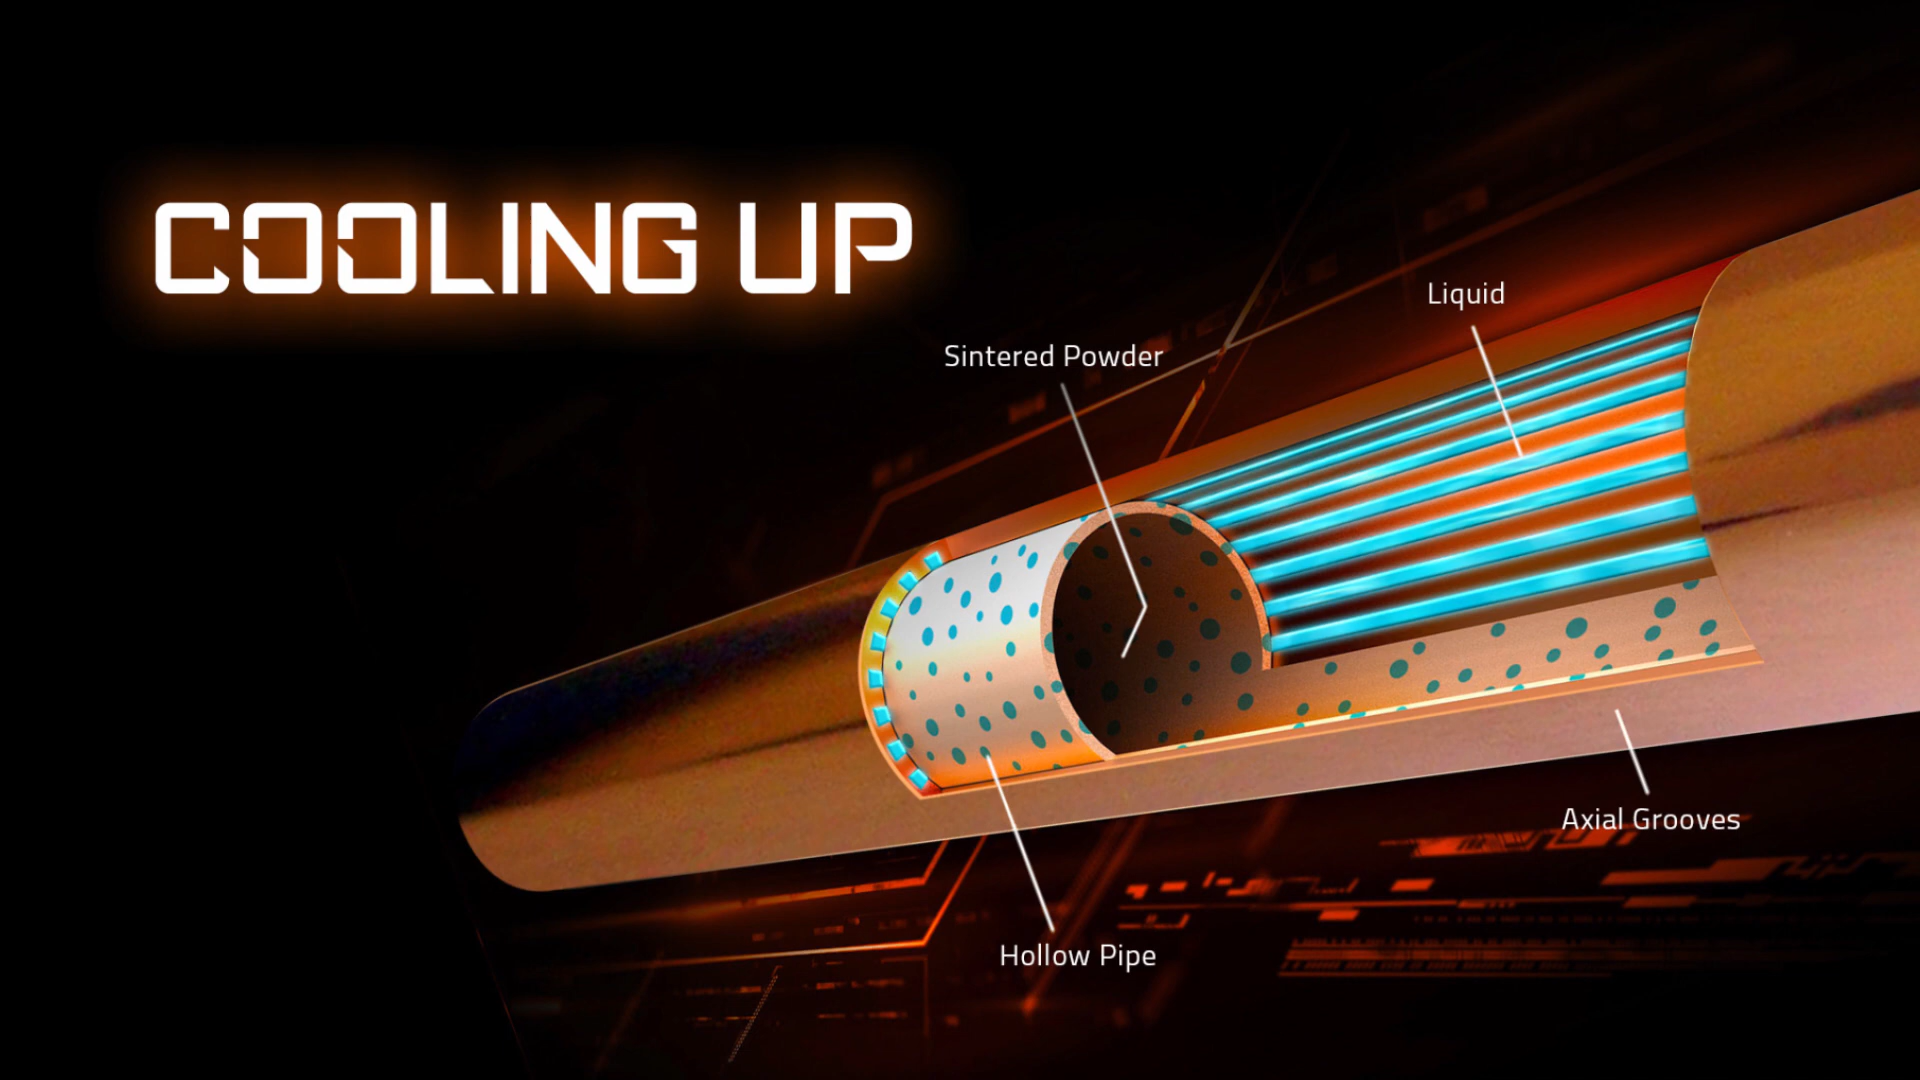 COOLING UP
Liquid
Sintered Powder
Axial Grooves
Hollow Pipe